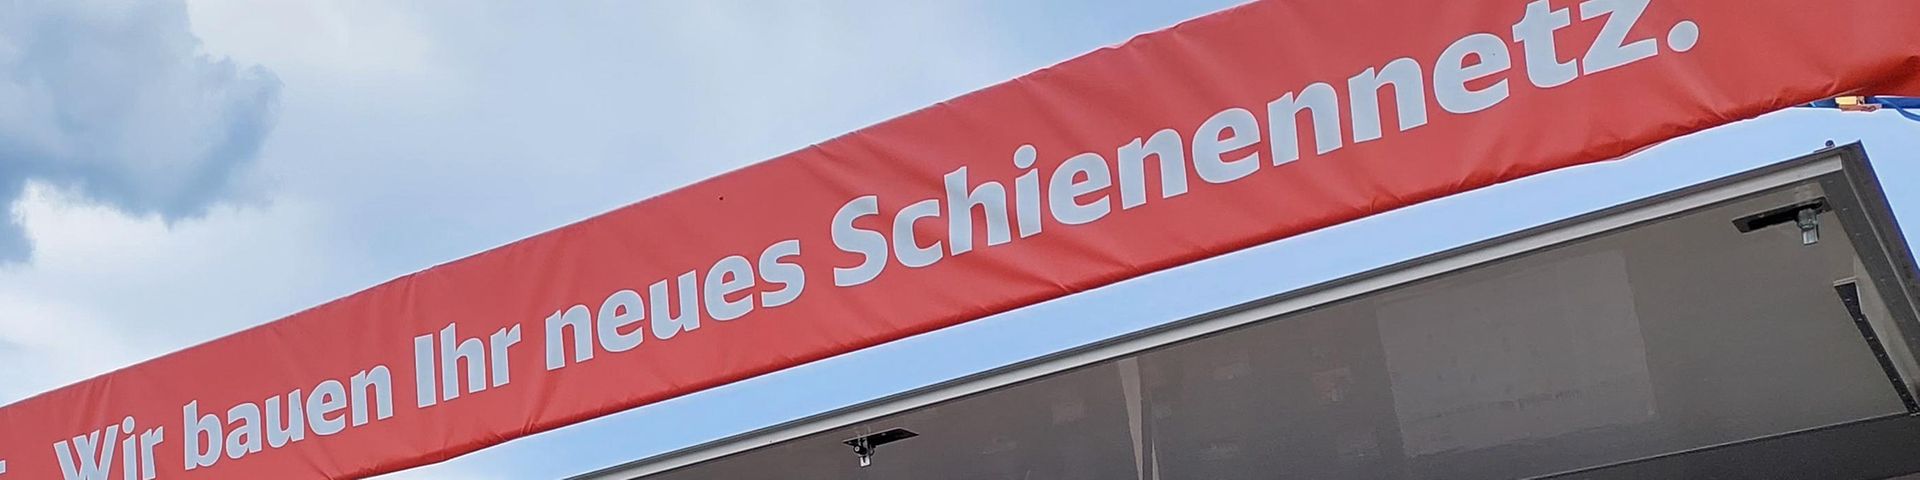 Wir bauen Ihr neues Schienennetz.